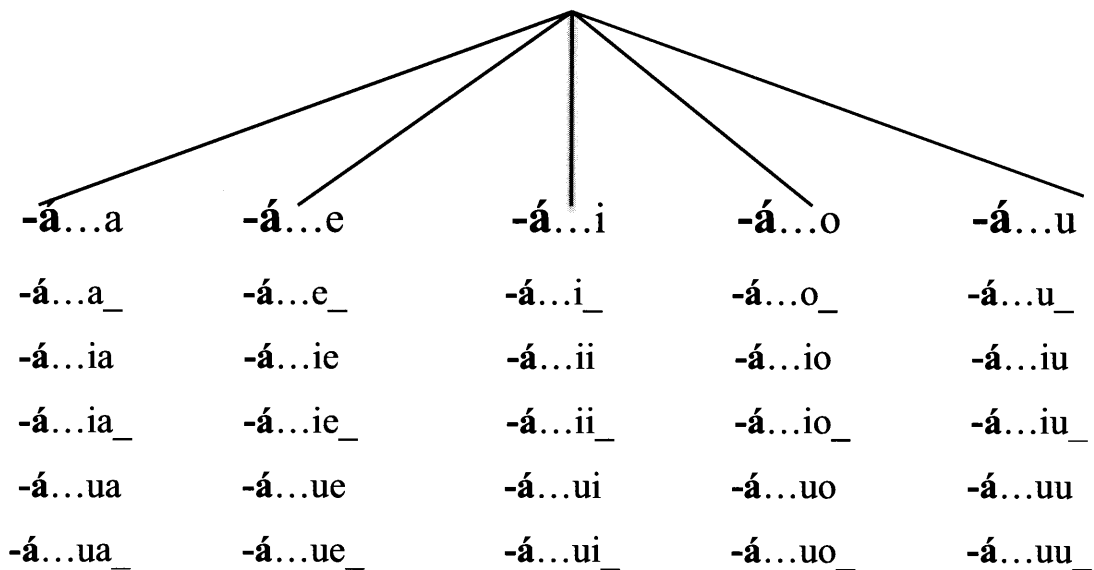 -á...a -á...e -á...i -á...o -á...u
-á...a_ -á...e_ -á...i_ -á...o_ -á...u_
-á...ia -á...ie -á...ii -á...io -á...iu
-á...ia_ -á...ie_ -á...ii_ -á...io_ -á...iu_
-á...ua -á...ue -á...ui -á...uo -á...uu
-á...ua_ -á...ue_ -á...ui_ -á...uo_ -á...uu_